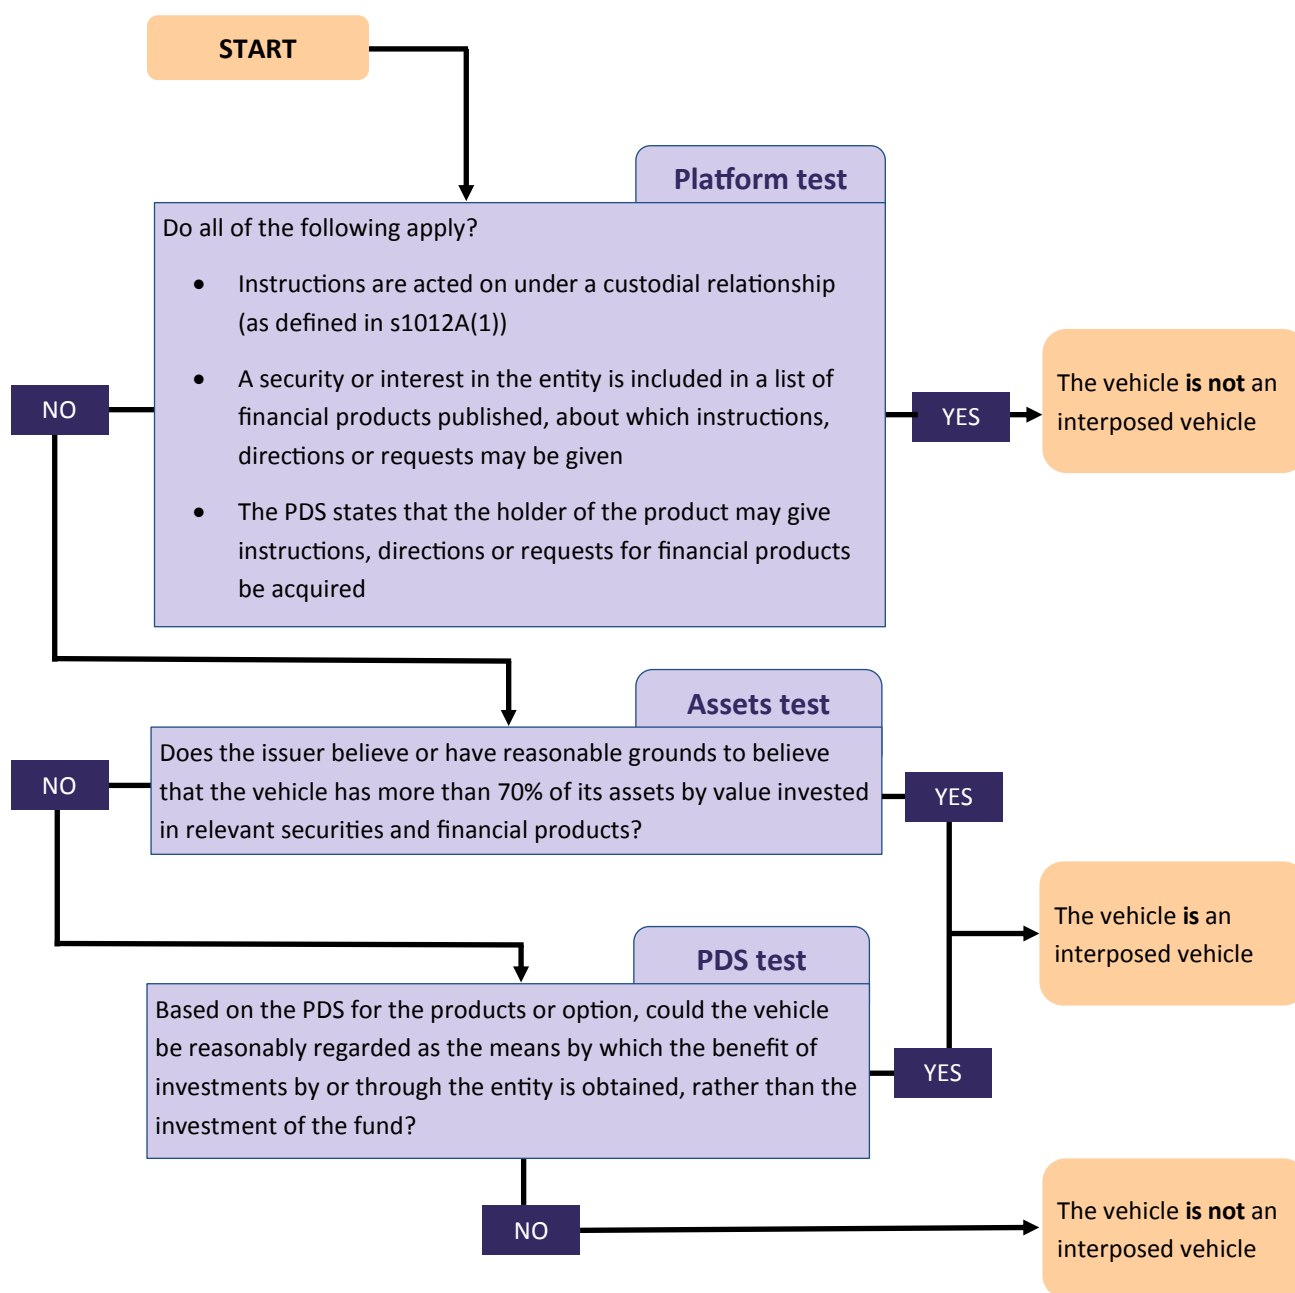 START
Platform test
Do all of the following apply?
• Instructions are acted on under a custodial relationship
(as defined in s1012A(1))
• A security or interest in the entity is included in a list of
financial products published, about which instructions,
directions or requests may be given
• The PDS states that the holder of the product may give
instructions, directions or requests for financial products
be acquired
NO
YES
The vehicle is not an
interposed vehicle
Assets test
Does the issuer believe or have reasonable grounds to believe
that the vehicle has more than 70% of its assets by value invested
in relevant securities and financial products?
NO
YES
The vehicle is an
interposed vehicle
PDS test
Based on the PDS for the products or option, could the vehicle
be reasonably regarded as the means by which the benefit of
investments by or through the entity is obtained, rather than the
investment of the fund?
YES
NO
The vehicle is not an
interposed vehicle